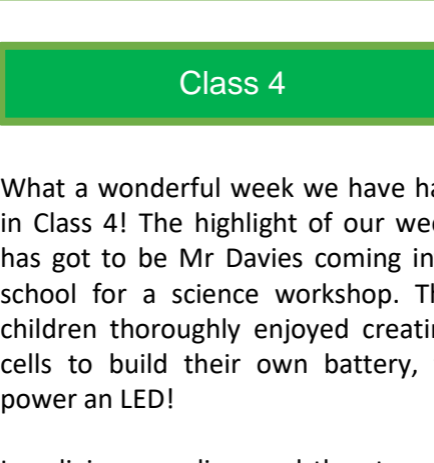 Class 4
What a wonderful week we have ha
in Class 4! The highlight of our wee
has got to be Mr Davies coming in
school for a science workshop. Th
children thoroughly enjoyed creatin
cells to build their own battery,
power an LED!